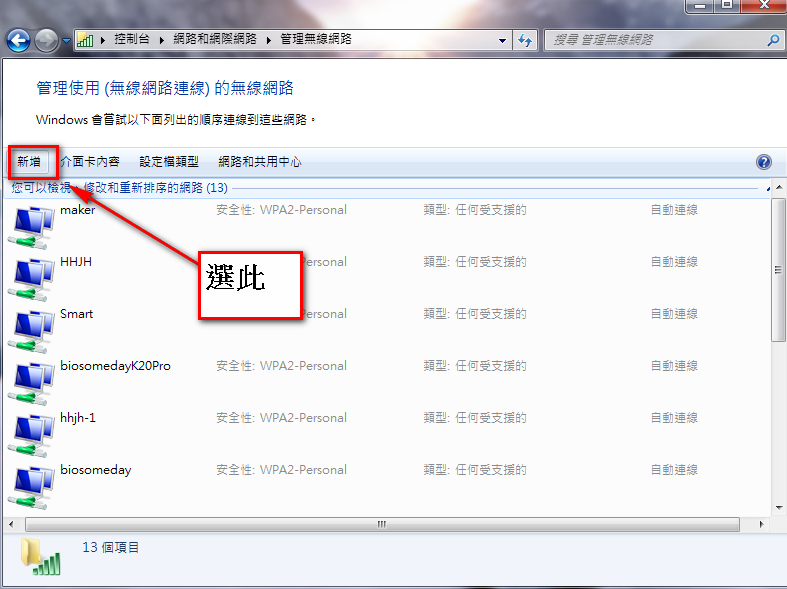 控制台 ▸ 網路和網際網路 ▸ 管理無線網路
搜尋 管理無線網路
管理使用 (無線網路連線) 的無線網路
Windows 會嘗試以下面列出的順序連線到這些網路。
新增 介面卡內容 設定檔類型 網路和共用中心
您可以檢視、修改和重新排序的網路 (13)
maker 安全性: WPA2-Personal 類型: 任何受支援的 自動連線
HHJH rsonal 類型: 任何受支援的 自動連線
選此
Smart rsonal 類型: 任何受支援的 自動連線
biosomedayK20Pro 安全性: WPA2-Personal 類型: 任何受支援的 自動連線
hhjh-1 安全性: WPA2-Personal 類型: 任何受支援的 自動連線
biosomeday 安全性: WPA2-Personal 類型: 任何受支援的 自動連線
13 個項目